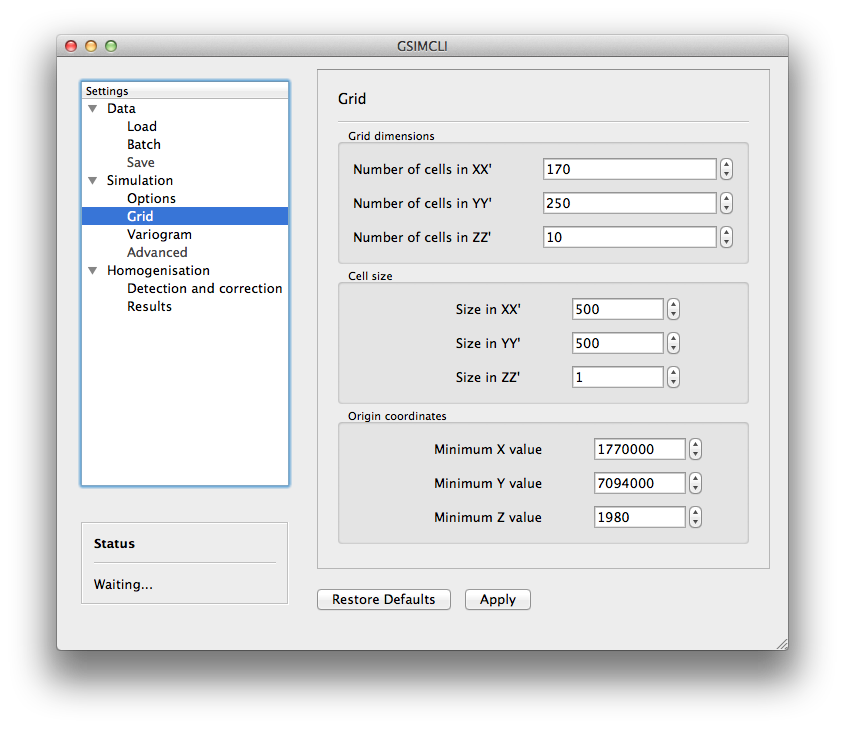 GSIMCLI
Settings
Data
Load
Batch
Save
Simulation
Options
Grid
Variogram
Advanced
Homogenisation
Detection and correction
Results
Status
Waiting...
Grid
Grid dimensions
Number of cells in XX' 170
Number of cells in YY' 250
Number of cells in ZZ' 10
Cell size
Size in XX' 500
Size in YY' 500
Size in ZZ' 1
Origin coordinates
Minimum X value 1770000
Minimum Y value 7094000
Minimum Z value 1980
Restore Defaults Apply